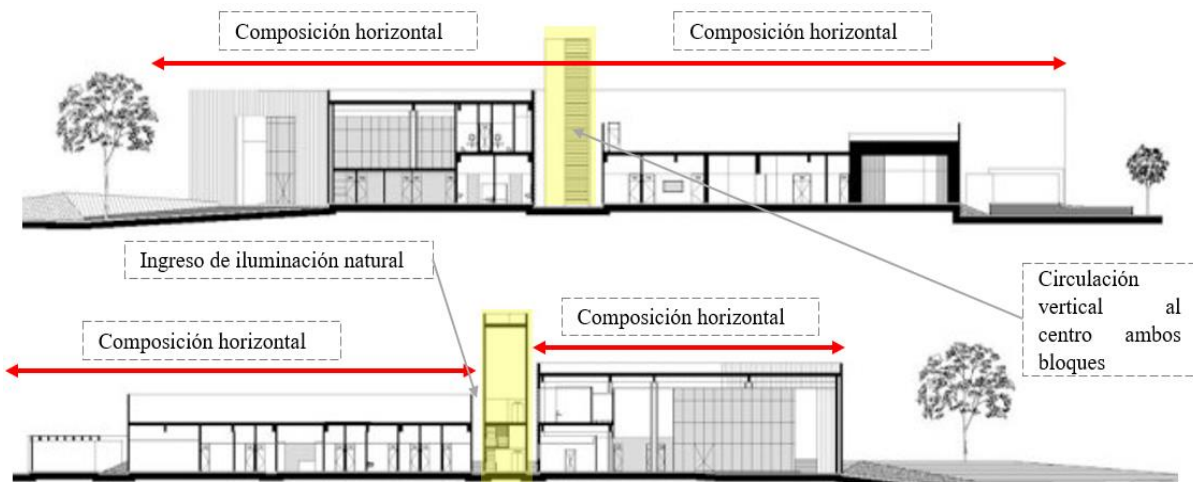 Composición horizontal
Composición horizontal
Ingreso de iluminación natural
Circulación
vertical al
centro ambos
bloques
Composición horizontal
Composición horizontal